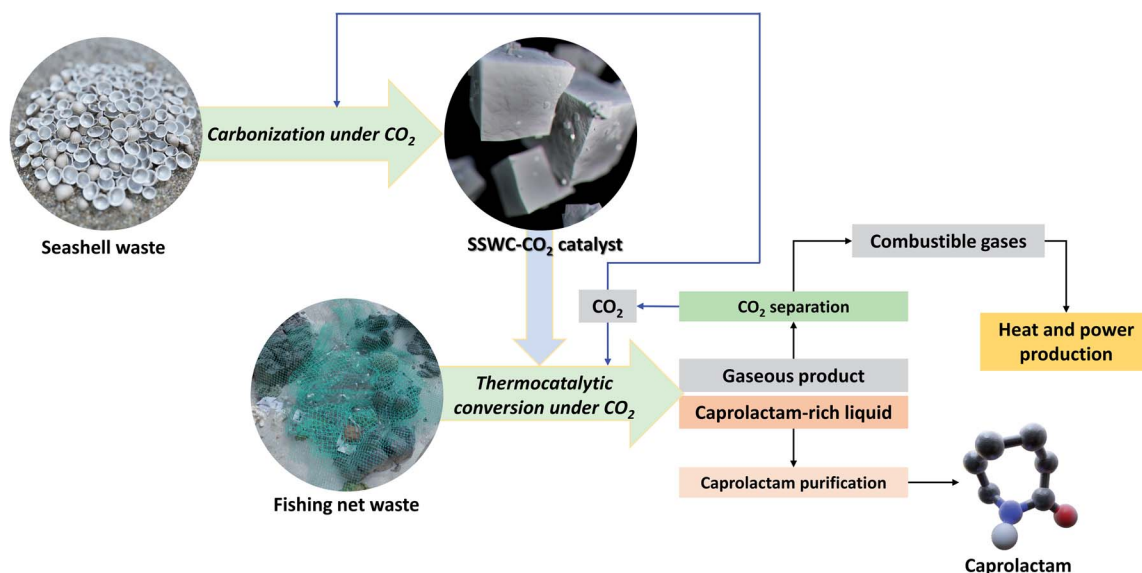 Carbonization under CO₂
Seashell waste
SSWC-CO₂ catalyst
Combustible gases
CO₂
CO₂ separation
Heat and power
production
Thermocatalytic
conversion under CO₂
Gaseous product
Caprolactam-rich liquid
Caprolactam purification
Fishing net waste
Caprolactam